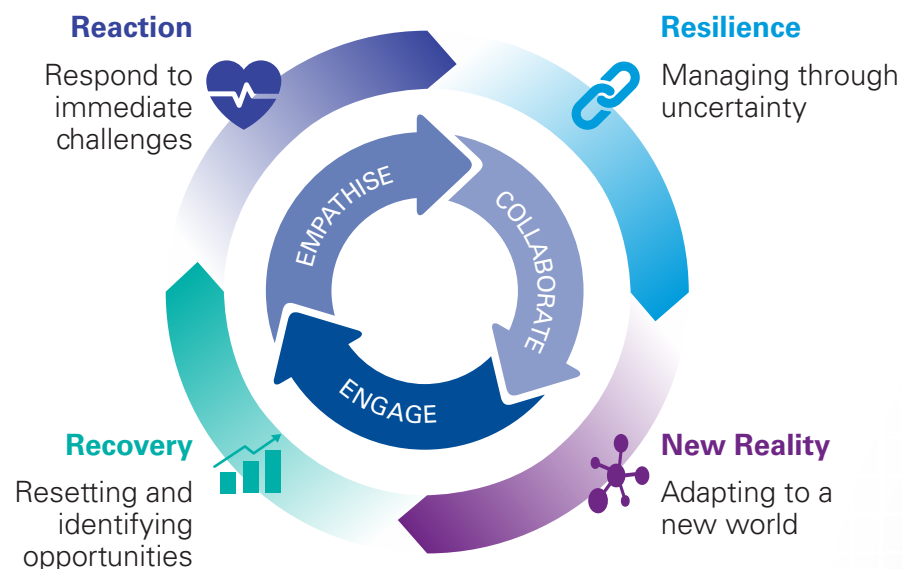 Reaction
Respond to
immediate
challenges
Resilience
Managing through
uncertainty
EMPATHISE
COLLABORATE
ENGAGE
Recovery
Resetting and
identifying
opportunities
New Reality
Adapting to a
new world